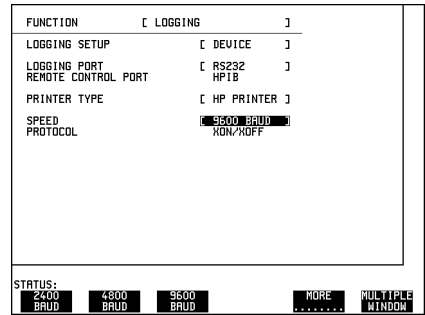 FUNCTION [ LOGGING ]
LOGGING SETUP [ DEVICE ]
LOGGING PORT [ RS232 ]
REMOTE CONTROL PORT HPIB
PRINTER TYPE [ HP PRINTER ]
SPEED [ 9600 BAUD ]
PROTOCOL XON/XOFF
STATUS:
2400 BAUD
4800 BAUD
9600 BAUD
MORE ........
MULTIPLE WINDOW